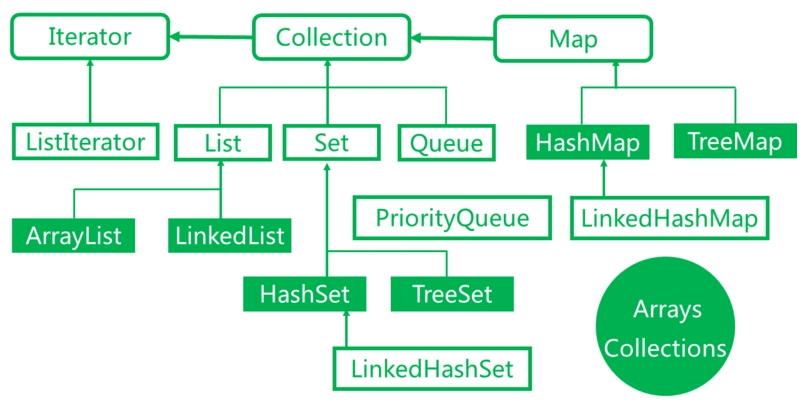 Iterator
Collection
Map
ListIterator
List
Set
Queue
HashMap
TreeMap
ArrayList
LinkedList
PriorityQueue
LinkedHashMap
HashSet
TreeSet
Arrays
Collections
LinkedHashSet